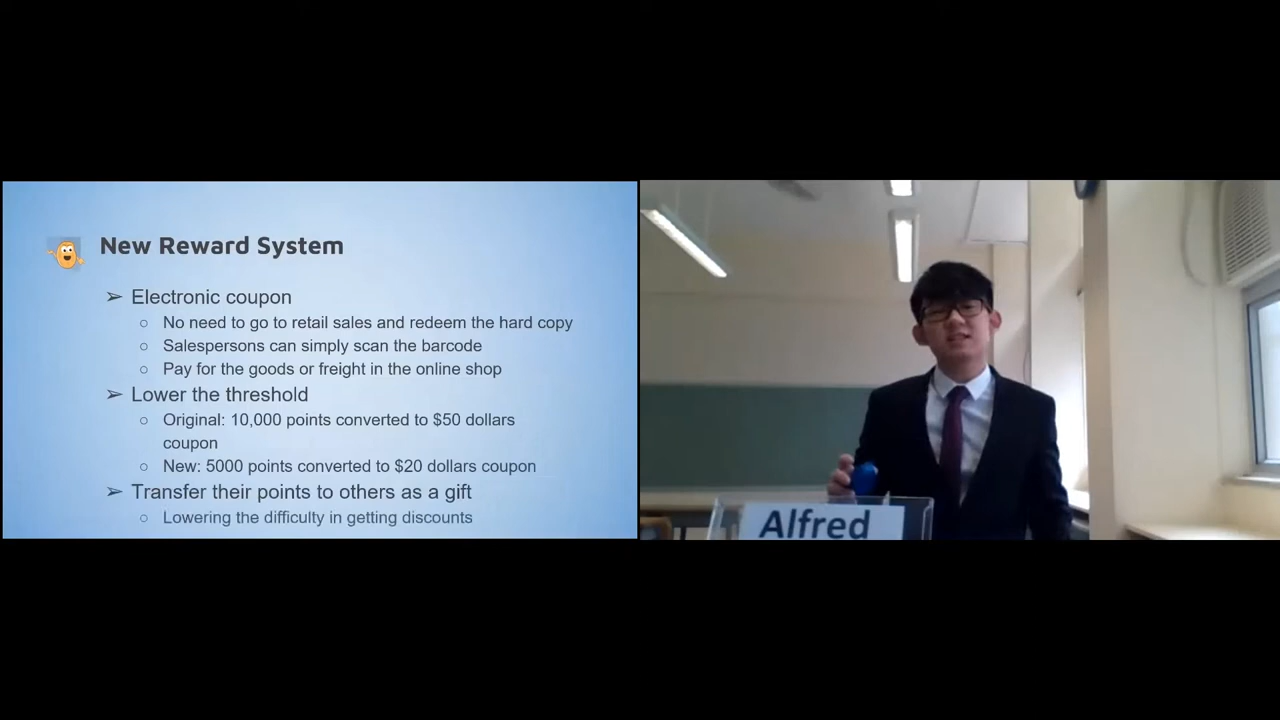 New Reward System
➢ Electronic coupon
○ No need to go to retail sales and redeem the hard copy
○ Salespersons can simply scan the barcode
○ Pay for the goods or freight in the online shop
➢ Lower the threshold
○ Original: 10,000 points converted to $50 dollars
coupon
○ New: 5000 points converted to $20 dollars coupon
➢ Transfer their points to others as a gift
○ Lowering the difficulty in getting discounts
Alfred